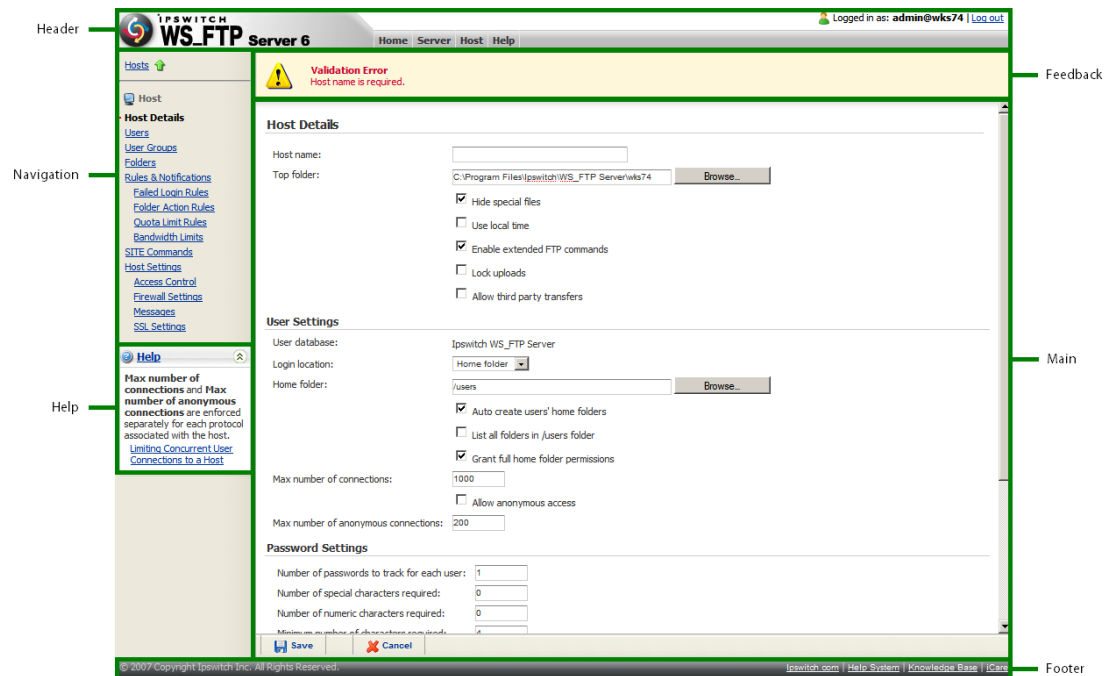 Header
IPSWITCH
WS_FTP Server 6
Home Server Host Help
Logged in as: admin@wks74 | Log out
Hosts
Host
Host Details
Users
User Groups
Folders
Rules & Notifications
Failed Login Rules
Folder Action Rules
Quota Limit Rules
Bandwidth Limits
SITE Commands
Host Settings
Access Control
Firewall Settings
Messages
SSL Settings
Navigation
Help
Max number of
connections and Max
number of anonymous
connections are enforced
separately for each protocol
associated with the host.
Limiting Concurrent User
Connections to a Host
Help
Validation Error
Host name is required.
Feedback
Host Details
Host name:
Top folder: C:\Program Files\Ipswitch\WS_FTP Server\wks74 Browse...
Hide special files
Use local time
Enable extended FTP commands
Lock uploads
Allow third party transfers
User Settings
User database: Ipswitch WS_FTP Server
Login location: Home folder
Home folder: /users Browse...
Auto create users' home folders
List all folders in /users folder
Grant full home folder permissions
Max number of connections: 1000
Allow anonymous access
Max number of anonymous connections: 200
Password Settings
Number of passwords to track for each user: 1
Number of special characters required: 0
Number of numeric characters required: 0
Minimum number of characters required: 4
Main
Save Cancel
© 2007 Copyright Ipswitch Inc. All Rights Reserved.
Ipswitch.com | Help System | Knowledge Base | iCare
Footer